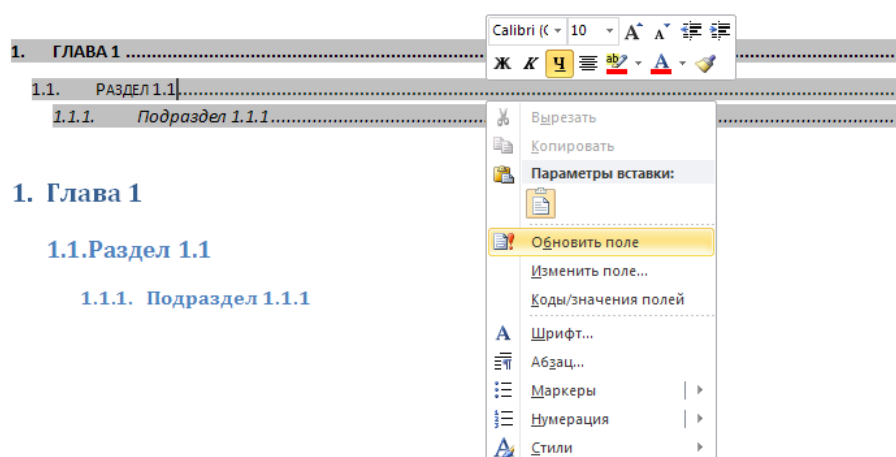 Calibri (С 10 А А
Ж К Ч ab А
1. ГЛАВА 1 ...........................................................................
1.1. РАЗДЕЛ 1.1...........................................................................
1.1.1. Подраздел 1.1.1...........................................................................
Вырезать
Копировать
Параметры вставки:
1. Глава 1
Обновить поле
1.1.Раздел 1.1
Изменить поле...
1.1.1. Подраздел 1.1.1
Коды/значения полей
Шрифт...
Абзац...
Маркеры
Нумерация
Стили